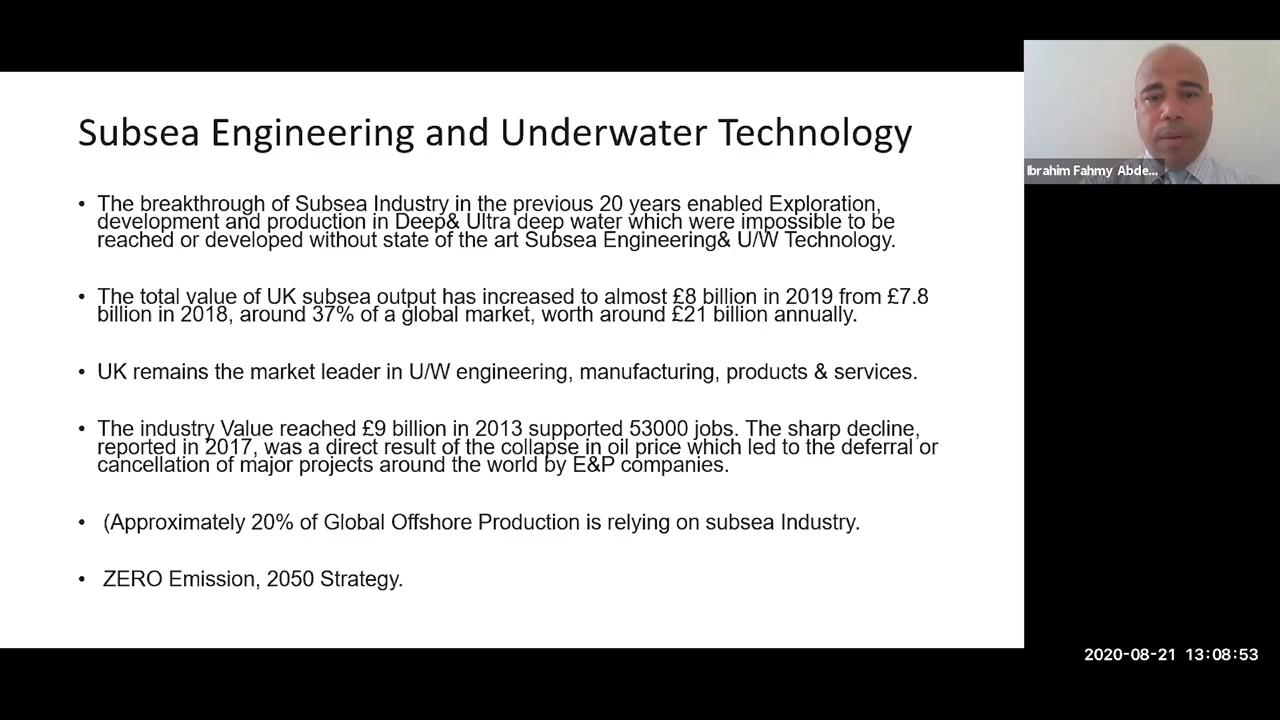 Subsea Engineering and Underwater Technology
• The breakthrough of Subsea Industry in the previous 20 years enabled Exploration,
development and production in Deep& Ultra deep water which were impossible to be
reached or developed without state of the art Subsea Engineering& U/W Technology.
• The total value of UK subsea output has increased to almost £8 billion in 2019 from £7.8
billion in 2018, around 37% of a global market, worth around £21 billion annually.
• UK remains the market leader in U/W engineering, manufacturing, products & services.
• The industry Value reached £9 billion in 2013 supported 53000 jobs. The sharp decline,
reported in 2017, was a direct result of the collapse in oil price which led to the deferral or
cancellation of major projects around the world by E&P companies.
• (Approximately 20% of Global Offshore Production is relying on subsea Industry.
• ZERO Emission, 2050 Strategy.
Ibrahim Fahmy Abde...
2020-08-21 13:08:53